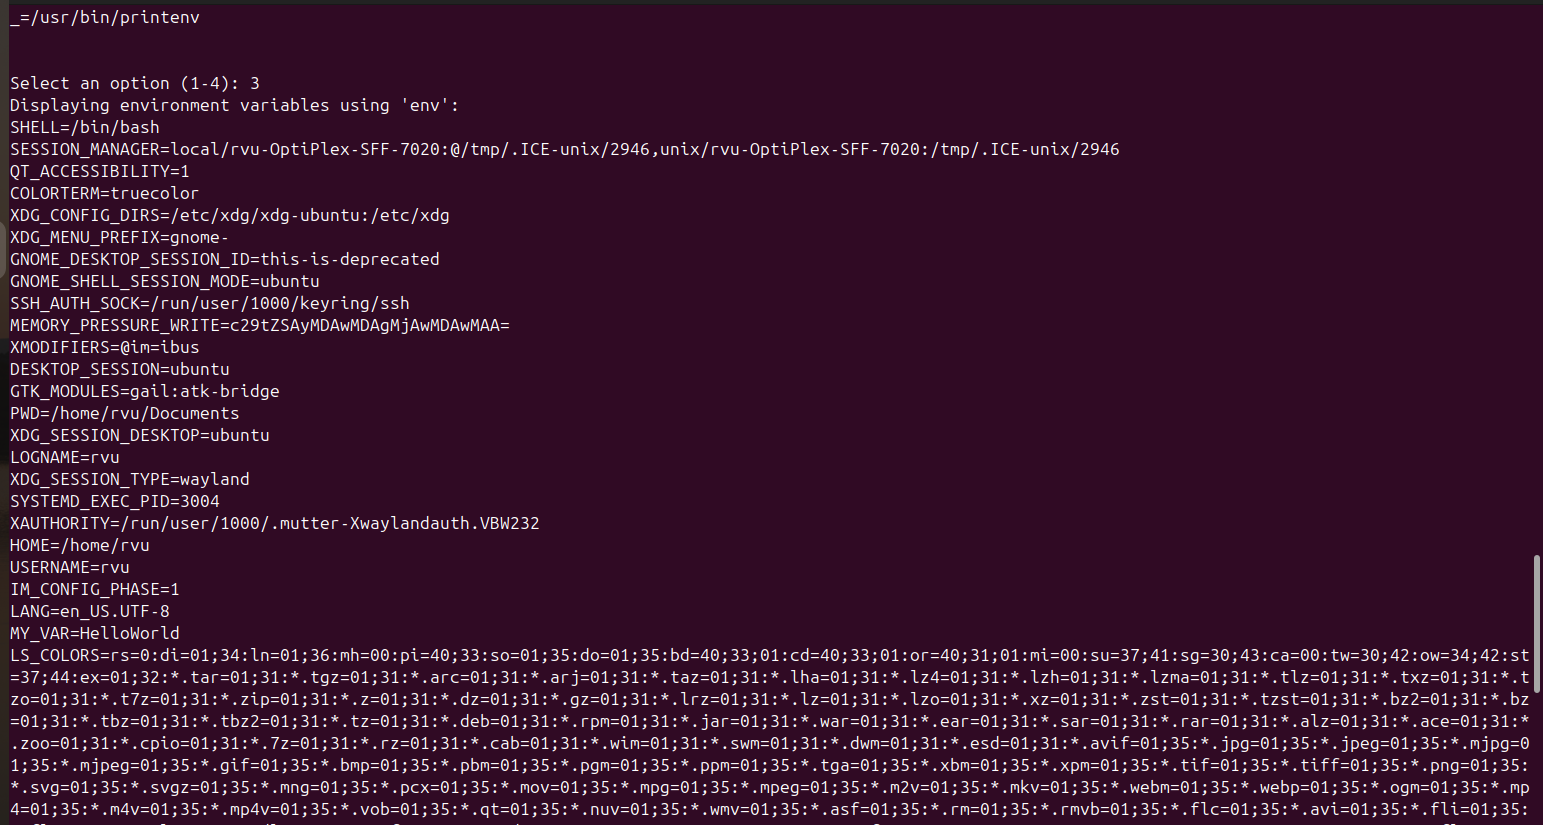 _=/usr/bin/printenv
Select an option (1-4): 3
Displaying environment variables using 'env':
SHELL=/bin/bash
SESSION_MANAGER=local/rvu-OptiPlex-SFF-7020:@/tmp/.ICE-unix/2946,unix/rvu-OptiPlex-SFF-7020:/tmp/.ICE-unix/2946
QT_ACCESSIBILITY=1
COLORTERM=truecolor
XDG_CONFIG_DIRS=/etc/xdg/xdg-ubuntu:/etc/xdg
XDG_MENU_PREFIX=gnome-
GNOME_DESKTOP_SESSION_ID=this-is-deprecated
GNOME_SHELL_SESSION_MODE=ubuntu
SSH_AUTH_SOCK=/run/user/1000/keyring/ssh
MEMORY_PRESSURE_WRITE=c29tZSAyMDAwMDAgMjAwMDAwMAA=
XMODIFIERS=@im=ibus
DESKTOP_SESSION=ubuntu
GTK_MODULES=gail:atk-bridge
PWD=/home/rvu/Documents
XDG_SESSION_DESKTOP=ubuntu
LOGNAME=rvu
XDG_SESSION_TYPE=wayland
SYSTEMD_EXEC_PID=3004
XAUTHORITY=/run/user/1000/.mutter-Xwaylandauth.VBW232
HOME=/home/rvu
USERNAME=rvu
IM_CONFIG_PHASE=1
LANG=en_US.UTF-8
MY_VAR=HelloWorld
LS_COLORS=rs=0:di=01;34:ln=01;36:mh=00:pi=40;33:so=01;35:do=01;35:bd=40;33;01:cd=40;33;01:or=40;31;01:mi=00:su=37;41:sg=30;43:ca=00:tw=30;42:ow=34;42:st
=37;44:ex=01;32:*.tar=01;31:*.tgz=01;31:*.arc=01;31:*.arj=01;31:*.taz=01;31:*.lha=01;31:*.lz4=01;31:*.lzh=01;31:*.lzma=01;31:*.tlz=01;31:*.txz=01;31:*.t
zo=01;31:*.t7z=01;31:*.zip=01;31:*.z=01;31:*.dz=01;31:*.gz=01;31:*.lrz=01;31:*.lz=01;31:*.lzo=01;31:*.xz=01;31:*.zst=01;31:*.tzst=01;31:*.bz2=01;31:*.bz
=01;31:*.tbz=01;31:*.tbz2=01;31:*.tz=01;31:*.deb=01;31:*.rpm=01;31:*.jar=01;31:*.war=01;31:*.ear=01;31:*.sar=01;31:*.rar=01;31:*.alz=01;31:*.ace=01;31:*
.zoo=01;31:*.cpio=01;31:*.7z=01;31:*.rz=01;31:*.cab=01;31:*.wim=01;31:*.swm=01;31:*.dwm=01;31:*.esd=01;31:*.avif=01;35:*.jpg=01;35:*.jpeg=01;35:*.mjpg=0
1;35:*.mjpeg=01;35:*.gif=01;35:*.bmp=01;35:*.pbm=01;35:*.pgm=01;35:*.ppm=01;35:*.tga=01;35:*.xbm=01;35:*.xpm=01;35:*.tif=01;35:*.tiff=01;35:*.png=01;35:
*.svg=01;35:*.svgz=01;35:*.mng=01;35:*.pcx=01;35:*.mov=01;35:*.mpg=01;35:*.mpeg=01;35:*.m2v=01;35:*.mkv=01;35:*.webm=01;35:*.webp=01;35:*.ogm=01;35:*.mp
4=01;35:*.m4v=01;35:*.mp4v=01;35:*.vob=01;35:*.qt=01;35:*.nuv=01;35:*.wmv=01;35:*.asf=01;35:*.rm=01;35:*.rmvb=01;35:*.flc=01;35:*.avi=01;35:*.fli=01;35: